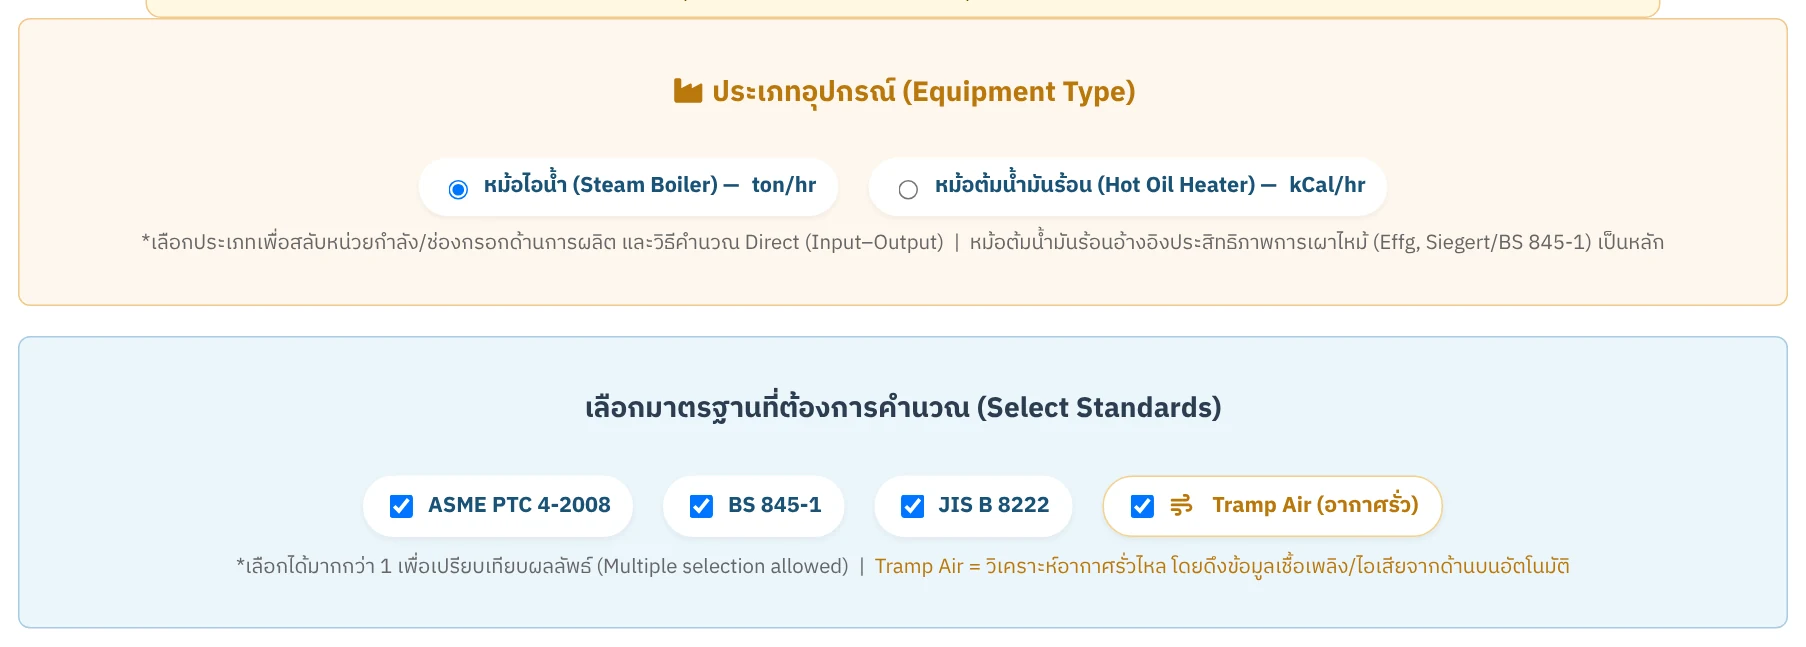 ประเภทอุปกรณ์ (Equipment Type)
หม้อไอน้ำ (Steam Boiler) — ton/hr
หม้อต้มน้ำมันร้อน (Hot Oil Heater) — kCal/hr
*เลือกประเภทเพื่อสลับหน่วยกำลัง/ช่องกรอกด้านการผลิต และวิธีคำนวณ Direct (Input–Output) | หม้อต้มน้ำมันร้อนอ้างอิงประสิทธิภาพการเผาไหม้ (Effg, Siegert/BS 845-1) เป็นหลัก
เลือกมาตรฐานที่ต้องการคำนวณ (Select Standards)
ASME PTC 4-2008
BS 845-1
JIS B 8222
Tramp Air (อากาศรั่ว)
*เลือกได้มากกว่า 1 เพื่อเปรียบเทียบผลลัพธ์ (Multiple selection allowed) | Tramp Air = วิเคราะห์อากาศรั่วไหล โดยดึงข้อมูลเชื้อเพลิง/ไอเสียจากด้านบนอัตโนมัติ